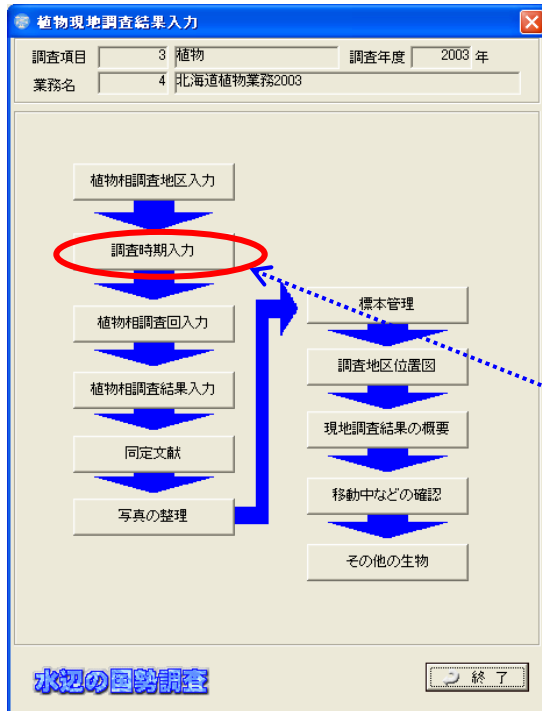 植物現地調査結果入力
調査項目 3 植物 調査年度 2003 年
業務名 4 北海道植物業務2003
植物相調査地区入力
調査時期入力
植物相調査回入力
植物相調査結果入力
同定文献
写真の整理
標本管理
調査地区位置図
現地調査結果の概要
移動中などの確認
その他の生物
水辺の国勢調査
終了